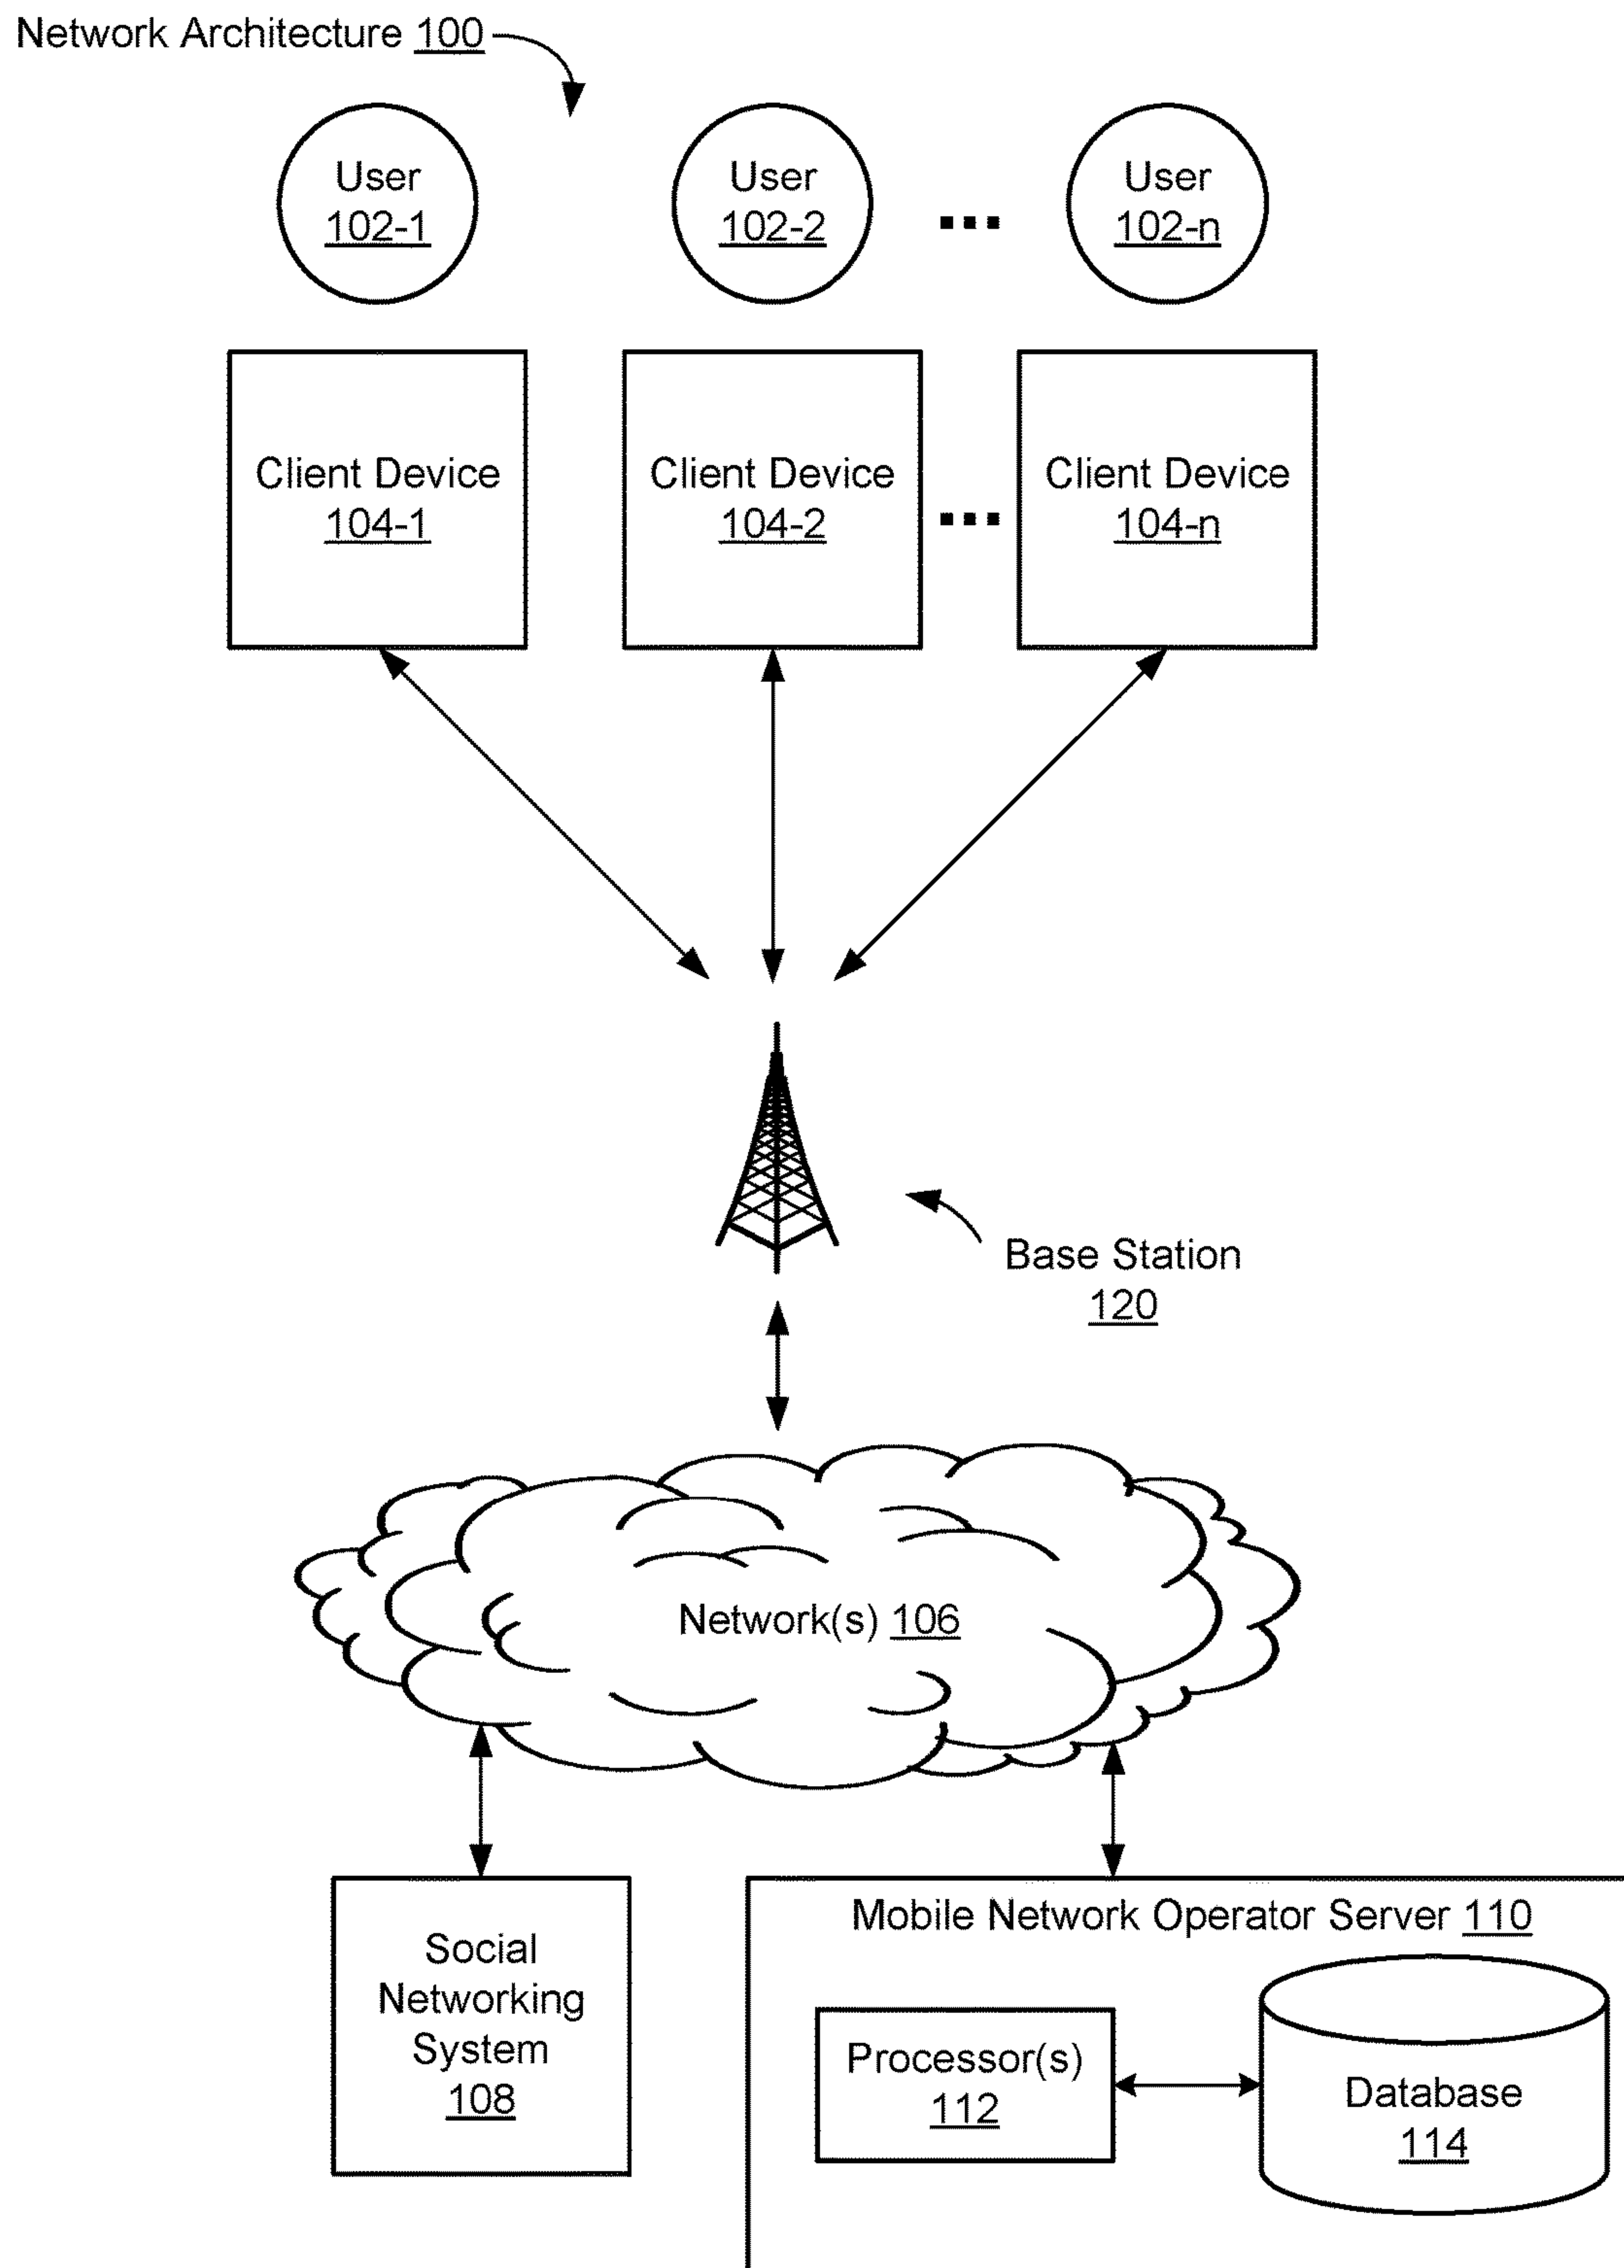 Network Architecture 100
User
102-1
User
102-2
...
User
102-n
Client Device
104-1
Client Device
104-2
...
Client Device
104-n
Base Station
120
Network(s) 106
Social
Networking
System
108
Mobile Network Operator Server 110
Processor(s)
112
Database
114